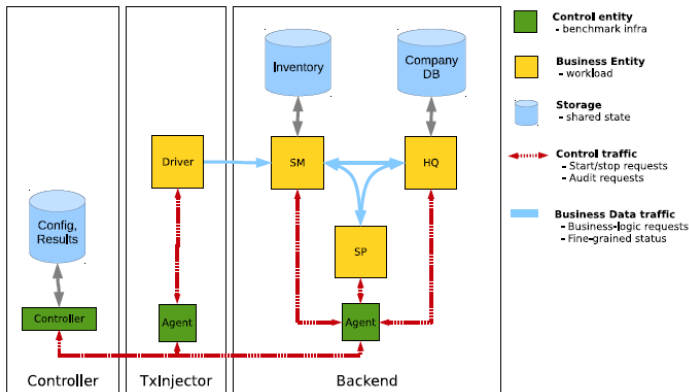 Inventory
Company
DB
Driver
SM
HQ
Config,
Results
SP
Controller
Agent
Agent
Controller
TxInjector
Backend
Control entity
- benchmark infra
Business Entity
- workload
Storage
- shared state
Control traffic
- Start/stop requests
- Audit requests
Business Data traffic
- Business-logic requests
- Fine-grained status